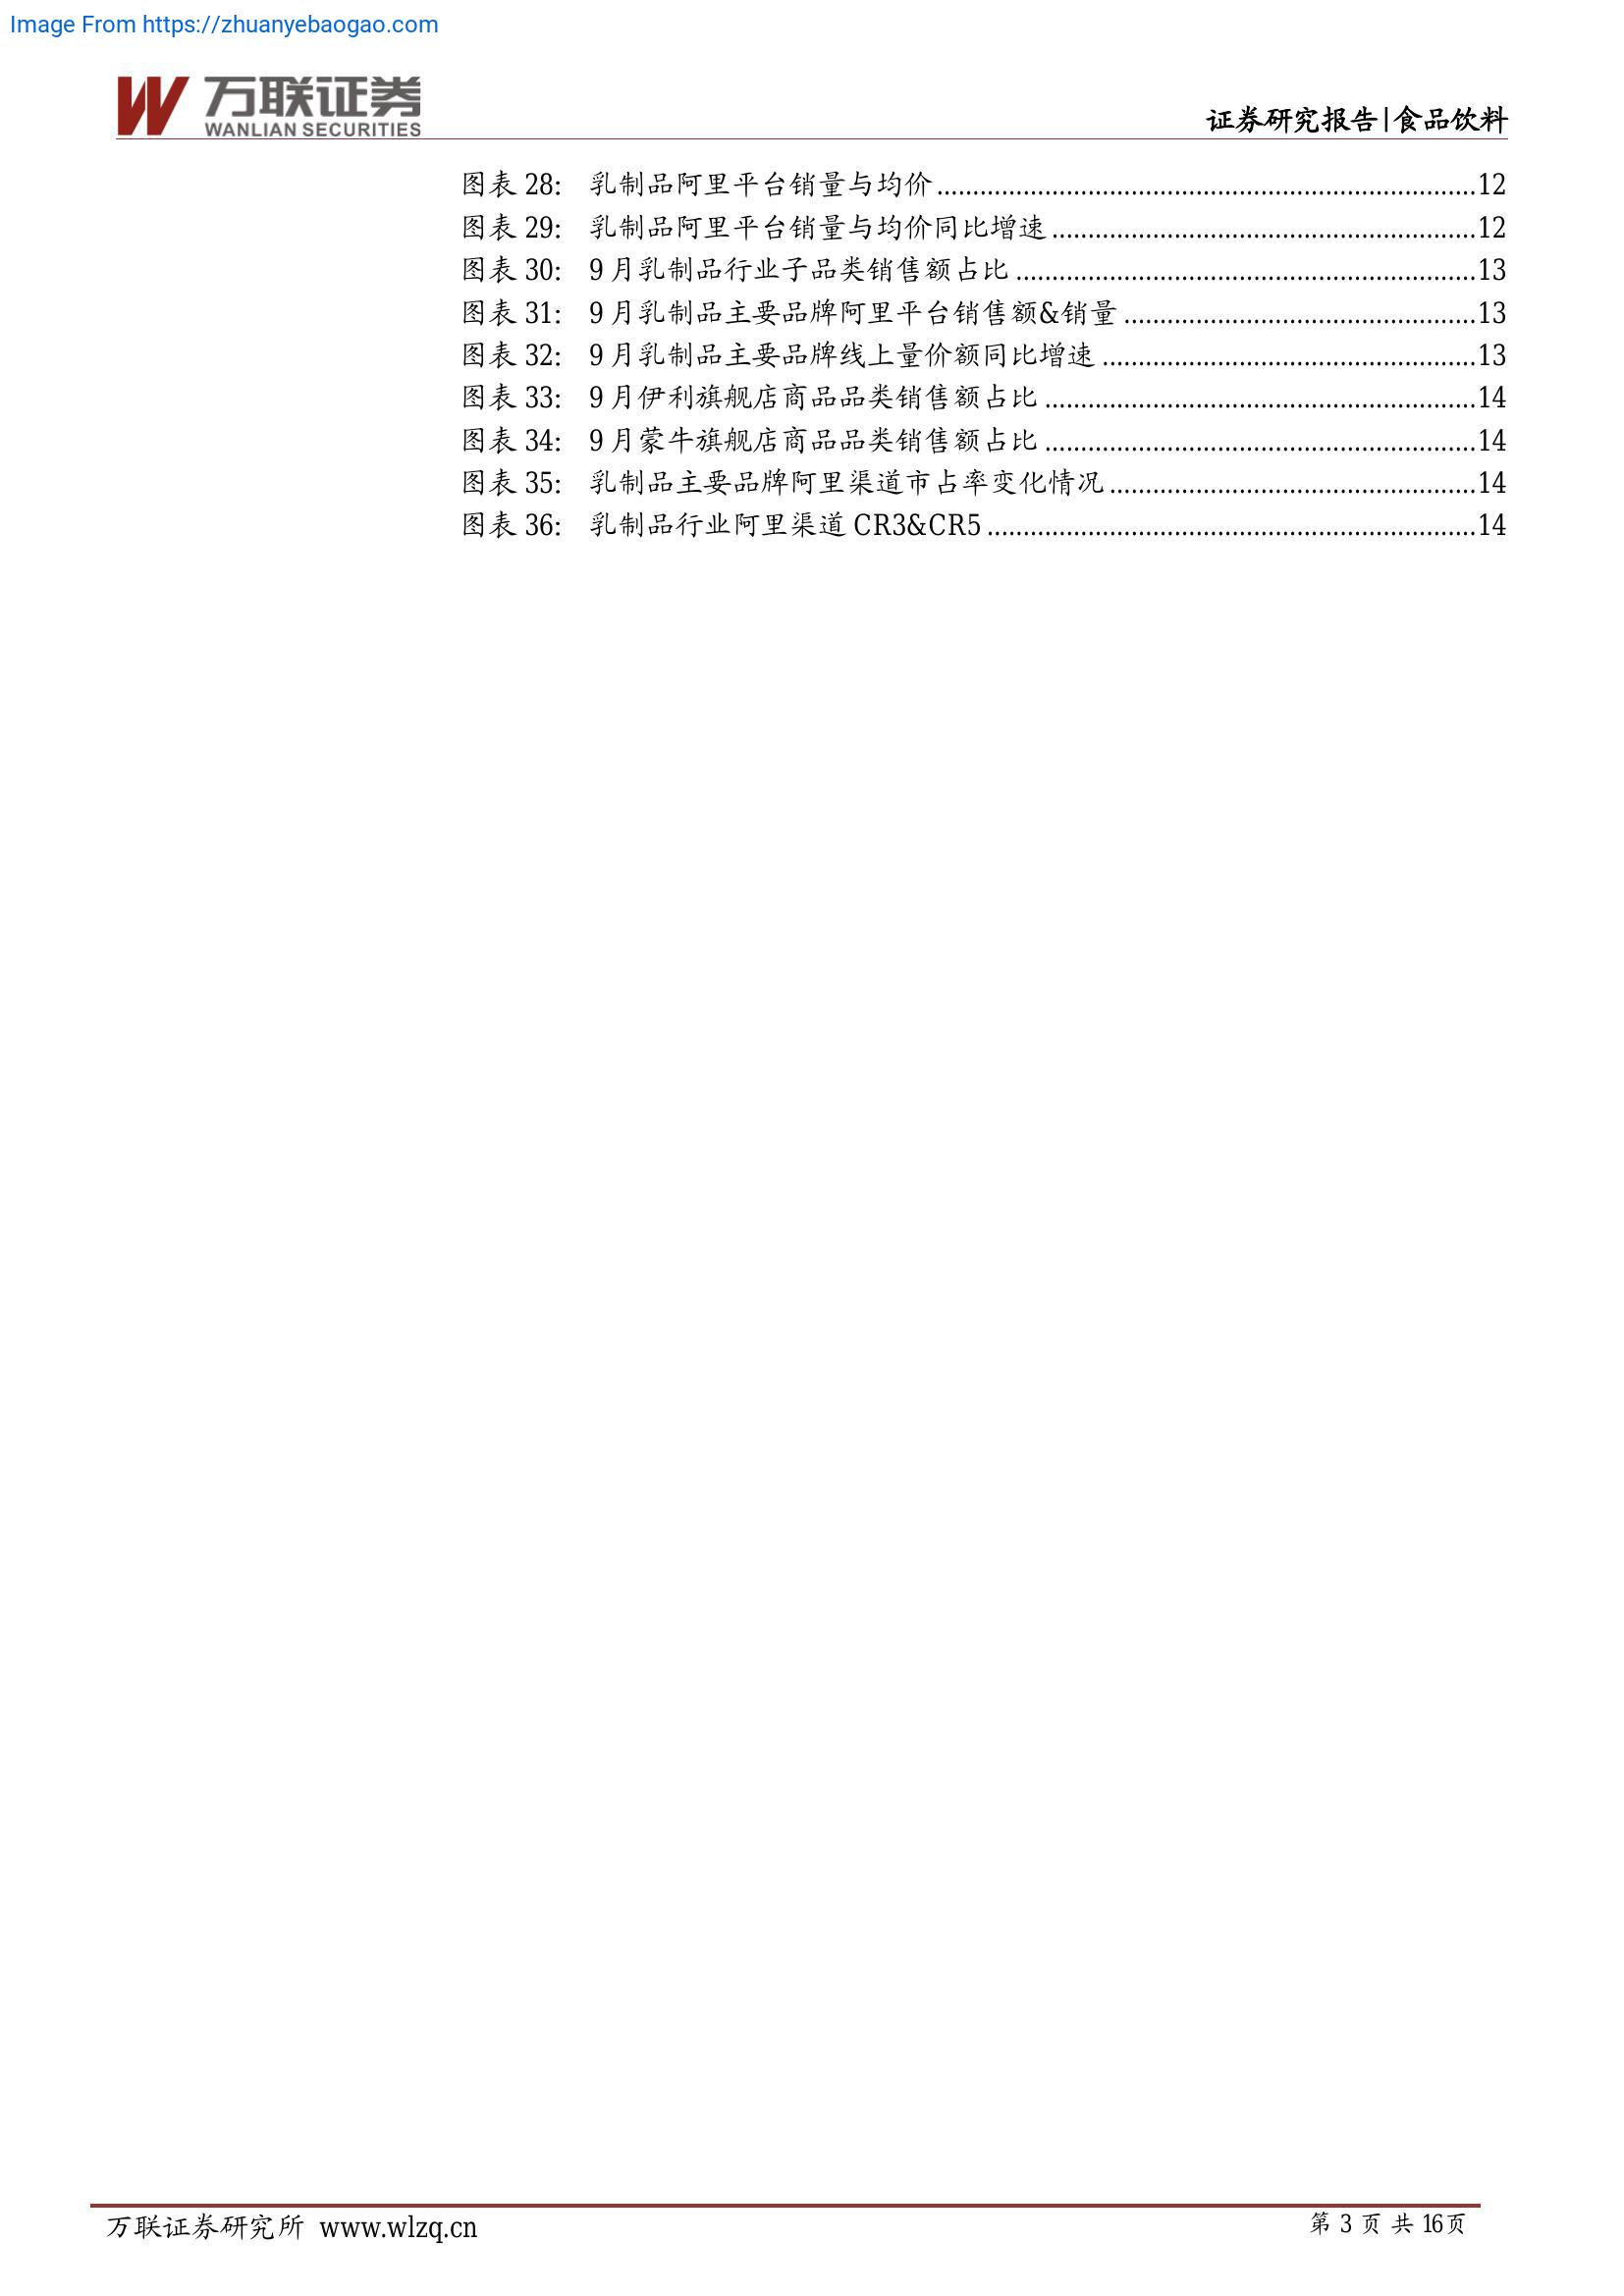 Image From https://zhuanyebaogao.com
万联证券
WANLIAN SECURITIES
证券研究报告|食品饮料
图表 28: 乳制品阿里平台销量与均价...........................................................................12
图表 29: 乳制品阿里平台销量与均价同比增速...........................................................12
图表 30: 9 月乳制品行业子品类销售额占比................................................................13
图表 31: 9 月乳制品主要品牌阿里平台销售额&销量.................................................13
图表 32: 9 月乳制品主要品牌线上量价额同比增速....................................................13
图表 33: 9 月伊利旗舰店商品品类销售额占比............................................................14
图表 34: 9 月蒙牛旗舰店商品品类销售额占比............................................................14
图表 35: 乳制品主要品牌阿里渠道市占率变化情况...................................................14
图表 36: 乳制品行业阿里渠道 CR3&CR5....................................................................14
万联证券研究所 www.wlzq.cn
第 3 页 共 16页